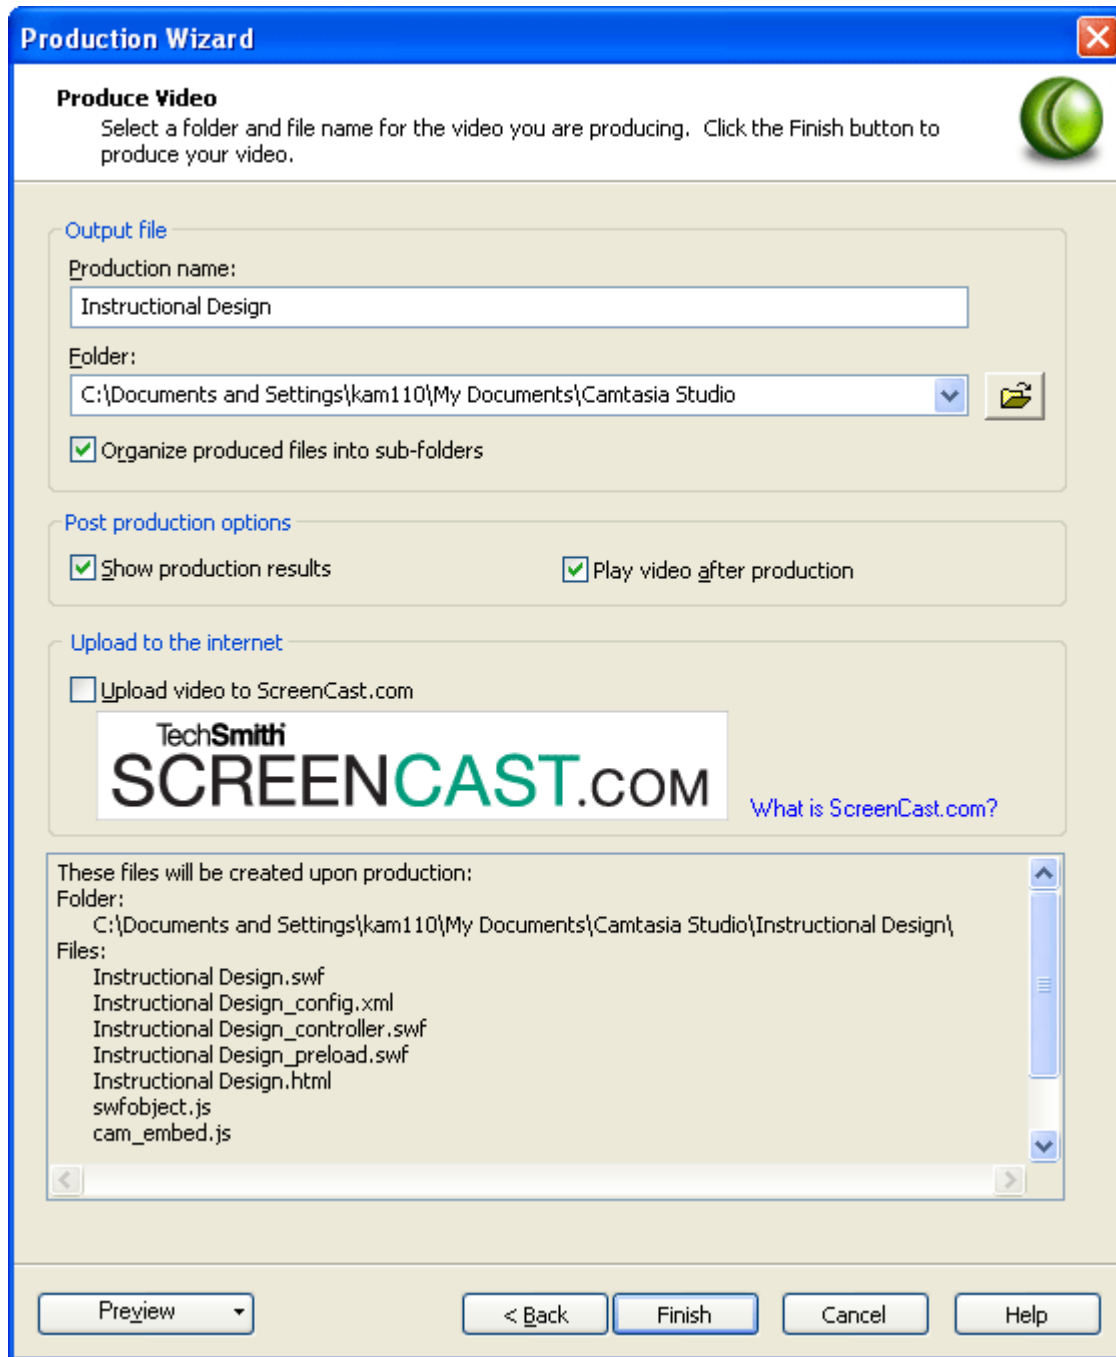 Production Wizard
Produce Video
Select a folder and file name for the video you are producing. Click the Finish button to
produce your video.
Output file
Production name:
Instructional Design
Folder:
C:\Documents and Settings\kam110\My Documents\Camtasia Studio
Organize produced files into sub-folders
Post production options
Show production results
Play video after production
Upload to the internet
Upload video to ScreenCast.com
TechSmith
SCREENCAST.COM
What is ScreenCast.com?
These files will be created upon production:
Folder:
C:\Documents and Settings\kam110\My Documents\Camtasia Studio\Instructional Design\
Files:
Instructional Design.swf
Instructional Design_config.xml
Instructional Design_controller.swf
Instructional Design_preload.swf
Instructional Design.html
swfobject.js
cam_embed.js
Preview
< Back
Finish
Cancel
Help